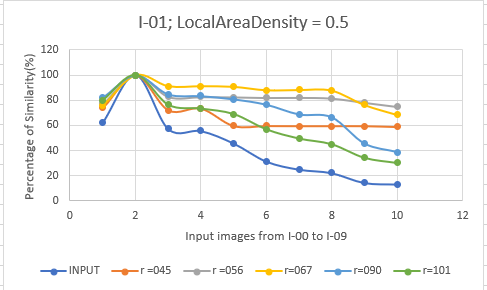 I-01; LocalAreaDensity = 0.5
Percentage of Similarity(%)
120
100
80
60
40
20
0
0 2 4 6 8 10 12
Input images from I-00 to I-09
INPUT r =045 r =056 r=067 r=090 r=101